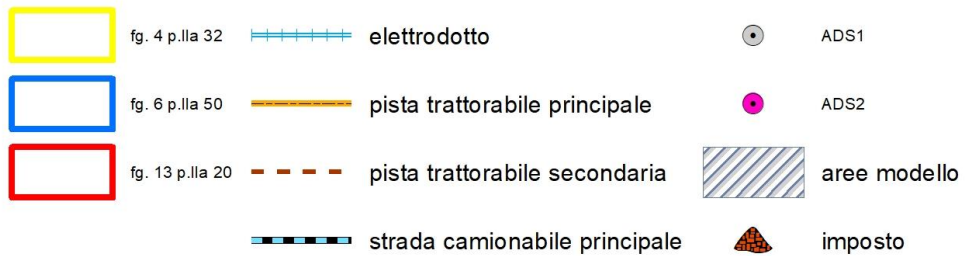 fg. 4 p.lla 32
elettrodotto
ADS1
fg. 6 p.lla 50
pista trattorabile principale
ADS2
fg. 13 p.lla 20
pista trattorabile secondaria
aree modello
strada camionabile principale
imposto